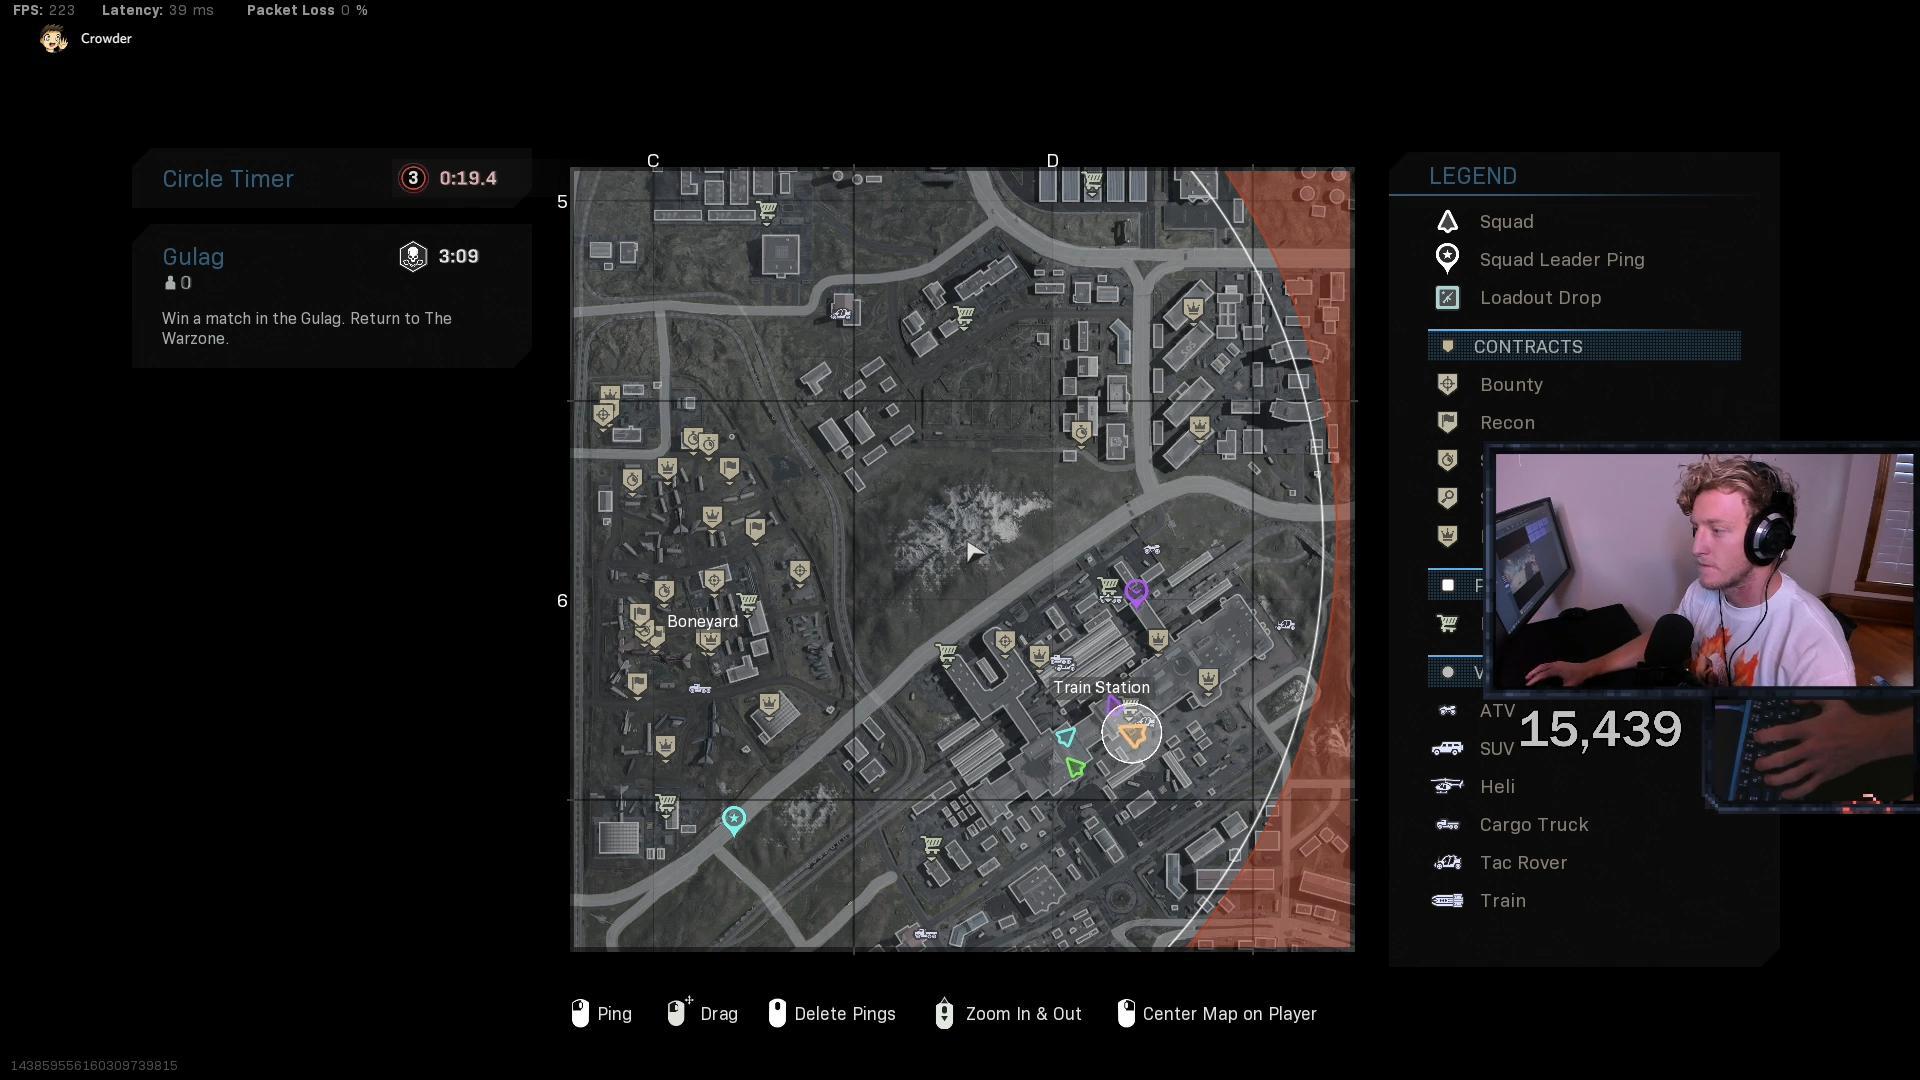 FPS: 223 Latency: 39 ms Packet Loss 0 %
Crowder
Circle Timer 3 0:19.4
Gulag 3:09
0
Win a match in the Gulag. Return to The
Warzone.
C D
5
6
Boneyard
Train Station
LEGEND
Squad
Squad Leader Ping
Loadout Drop
CONTRACTS
Bounty
Recon
ATV
15,439
SUV
Heli
Cargo Truck
Tac Rover
Train
Ping Drag Delete Pings Zoom In & Out Center Map on Player
143859556160309739815